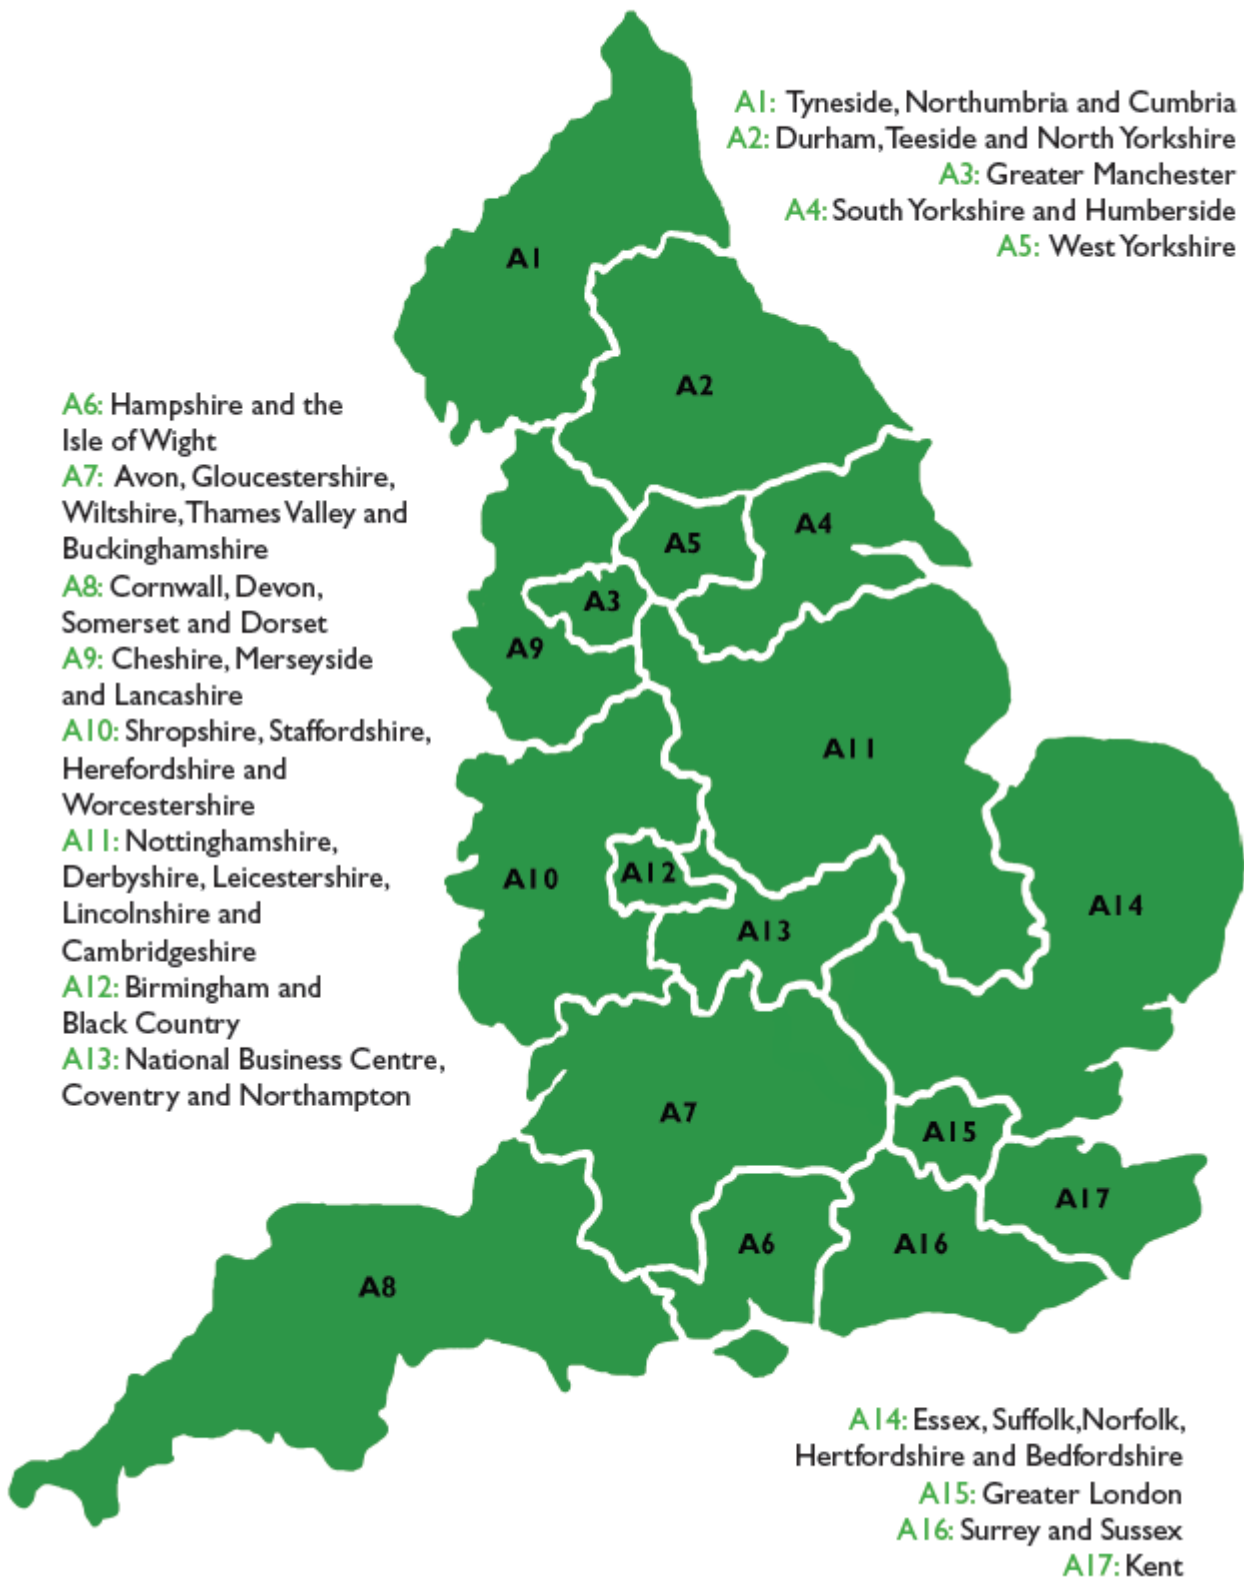 A1: Tyneside, Northumbria and Cumbria
A2: Durham, Teeside and North Yorkshire
A3: Greater Manchester
A4: South Yorkshire and Humberside
A5: West Yorkshire
A1
A2
A6: Hampshire and the
Isle of Wight
A7: Avon, Gloucestershire,
Wiltshire, Thames Valley and
Buckinghamshire
A8: Cornwall, Devon,
Somerset and Dorset
A9: Cheshire, Merseyside
and Lancashire
A10: Shropshire, Staffordshire,
Herefordshire and
Worcestershire
A11: Nottinghamshire,
Derbyshire, Leicestershire,
Lincolnshire and
Cambridgeshire
A12: Birmingham and
Black Country
A13: National Business Centre,
Coventry and Northampton
A4
A5
A3
A9
A11
A12
A10
A14
A13
A7
A15
A17
A6
A16
A8
A14: Essex, Suffolk, Norfolk,
Hertfordshire and Bedfordshire
A15: Greater London
A16: Surrey and Sussex
A17: Kent